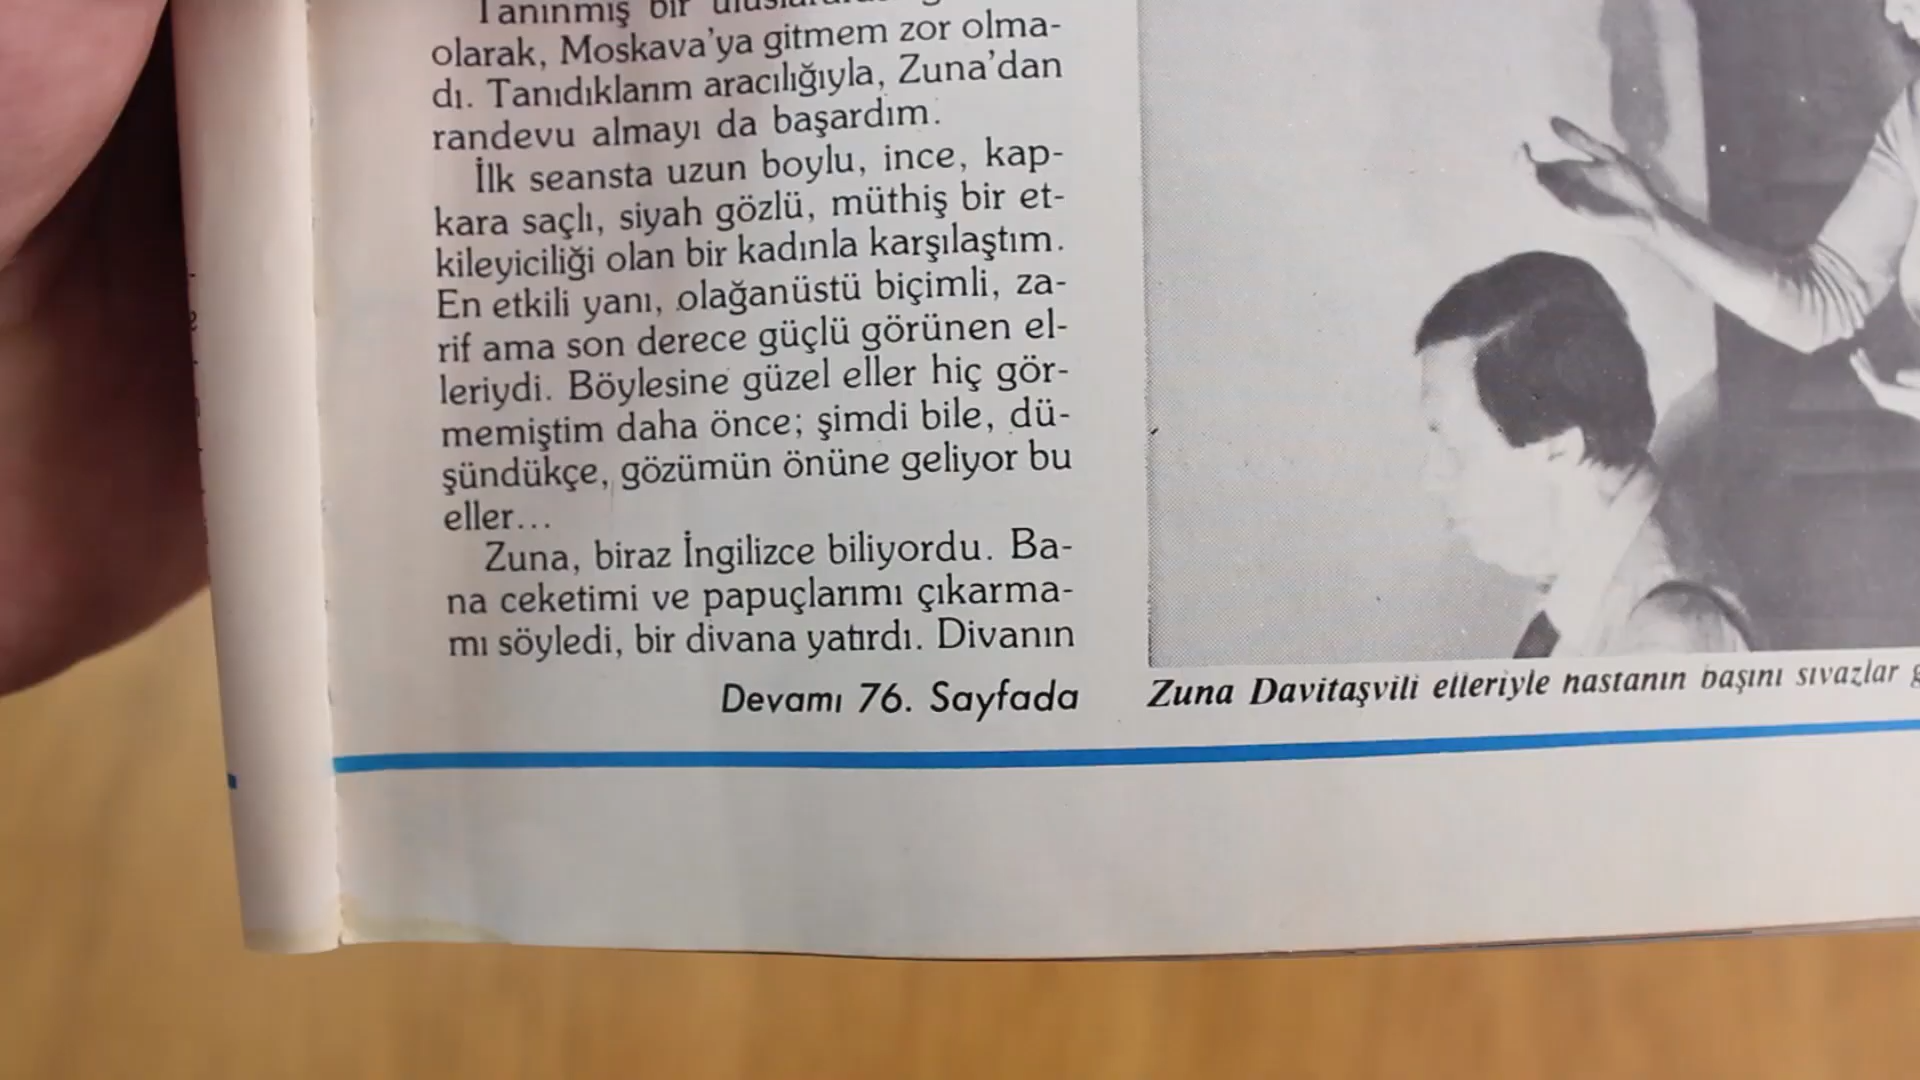 Tanınmış bir
olarak, Moskava'ya gitmem zor olma-
dı. Tanıdıklarım aracılığıyla, Zuna'dan
randevu almayı da başardım.
İlk seansta uzun boylu, ince, kap-
kara saçlı, siyah gözlü, müthiş bir et-
kileyiciliği olan bir kadınla karşılaştım.
En etkili yanı, olağanüstü biçimli, za-
rif ama son derece güçlü görünen el-
leriydi. Böylesine güzel eller hiç gör-
memiştim daha önce; şimdi bile, dü-
şündükçe, gözümün önüne geliyor bu
eller...
Zuna, biraz İngilizce biliyordu. Ba-
na ceketimi ve papuçlarımı çıkarma-
mı söyledi, bir divana yatırdı. Divanın
Devamı 76. Sayfada
Zuna Davitaşvili elleriyle hastanın başını sıvazlar